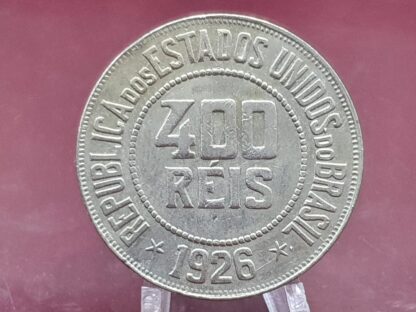 REPUBLICA DOS ESTADOS UNIDOS DO BRASIL
400
RÉIS
* 1926 *